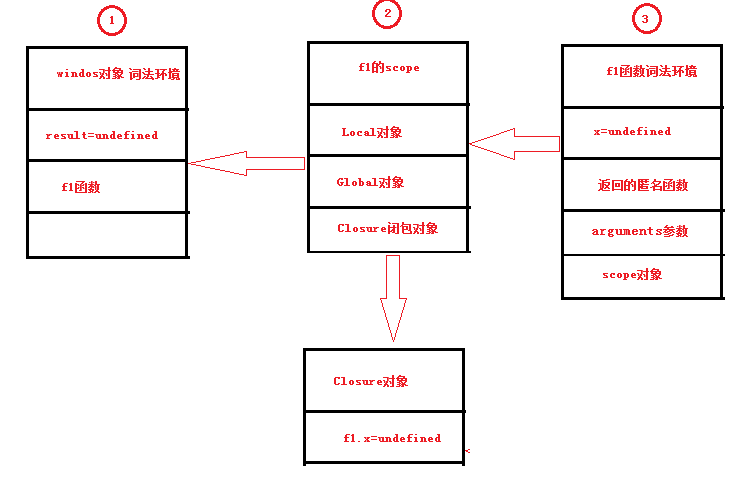 1
windos对象 词法环境
result=undefined
f1函数
2
f1的scope
Local对象
Global对象
Closure闭包对象
3
f1函数词法环境
x=undefined
返回的匿名函数
arguments参数
scope对象
Closure对象
f1.x=undefined
<